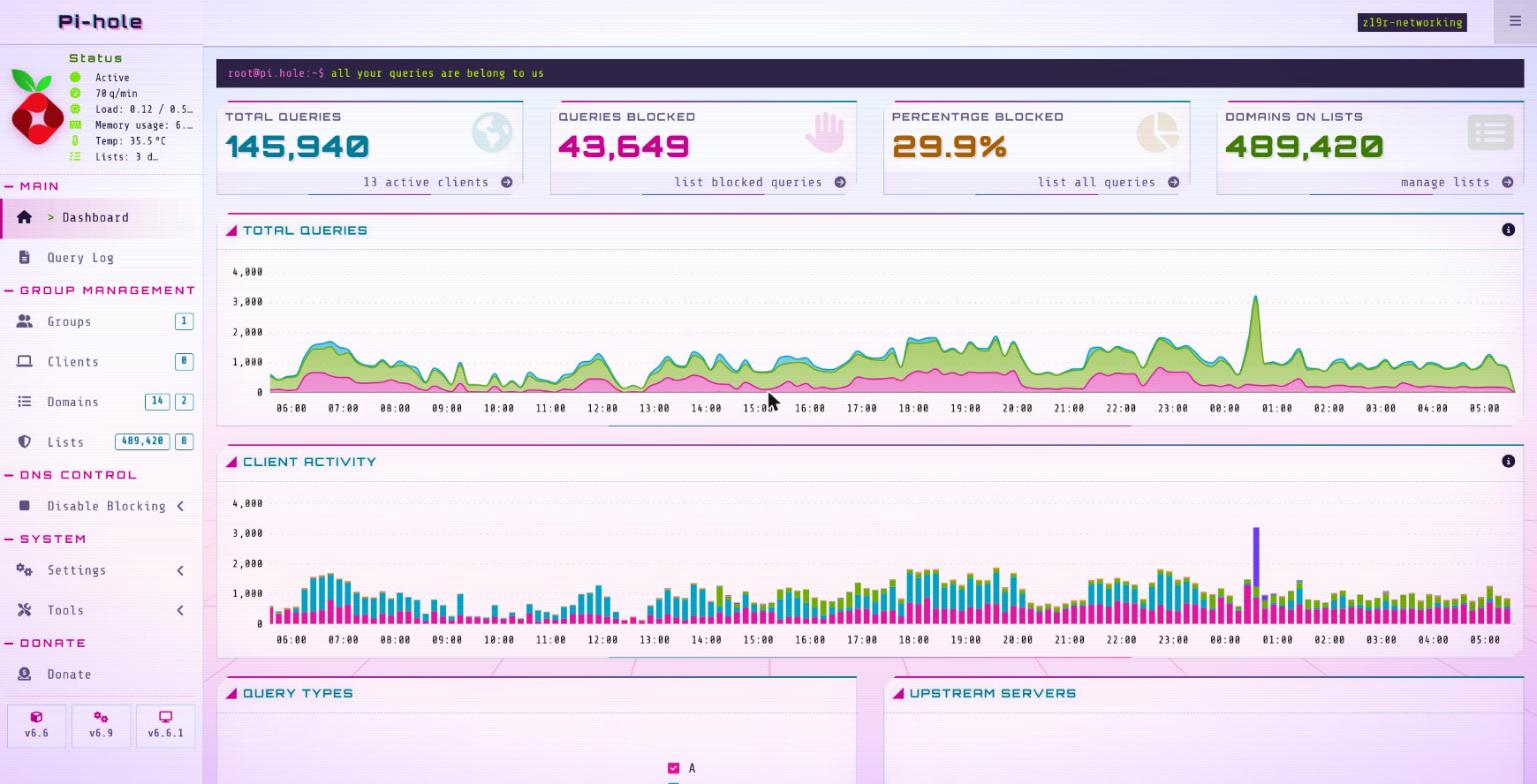 Pi-hole
z19r-networking
Status
Active
70 q/min
Load: 0.12 / 0.5…
Memory usage: 6.…
Temp: 35.5 °C
Lists: 3 d…
MAIN
> Dashboard
Query Log
GROUP MANAGEMENT
Groups 1
Clients 0
Domains 14 2
Lists 489,420 8
DNS CONTROL
Disable Blocking
SYSTEM
Settings
Tools
DONATE
Donate
v6.6 v6.9 v6.6.1
root@pi.hole:~$ all your queries are belong to us
TOTAL QUERIES
145,940
13 active clients
QUERIES BLOCKED
43,649
list blocked queries
PERCENTAGE BLOCKED
29.9%
list all queries
DOMAINS ON LISTS
489,420
manage lists
TOTAL QUERIES
4,000
3,000
2,000
1,000
0
06:00 07:00 08:00 09:00 10:00 11:00 12:00 13:00 14:00 15:00 16:00 17:00 18:00 19:00 20:00 21:00 22:00 23:00 00:00 01:00 02:00 03:00 04:00 05:00
CLIENT ACTIVITY
4,000
3,000
2,000
1,000
0
06:00 07:00 08:00 09:00 10:00 11:00 12:00 13:00 14:00 15:00 16:00 17:00 18:00 19:00 20:00 21:00 22:00 23:00 00:00 01:00 02:00 03:00 04:00 05:00
QUERY TYPES
A
UPSTREAM SERVERS